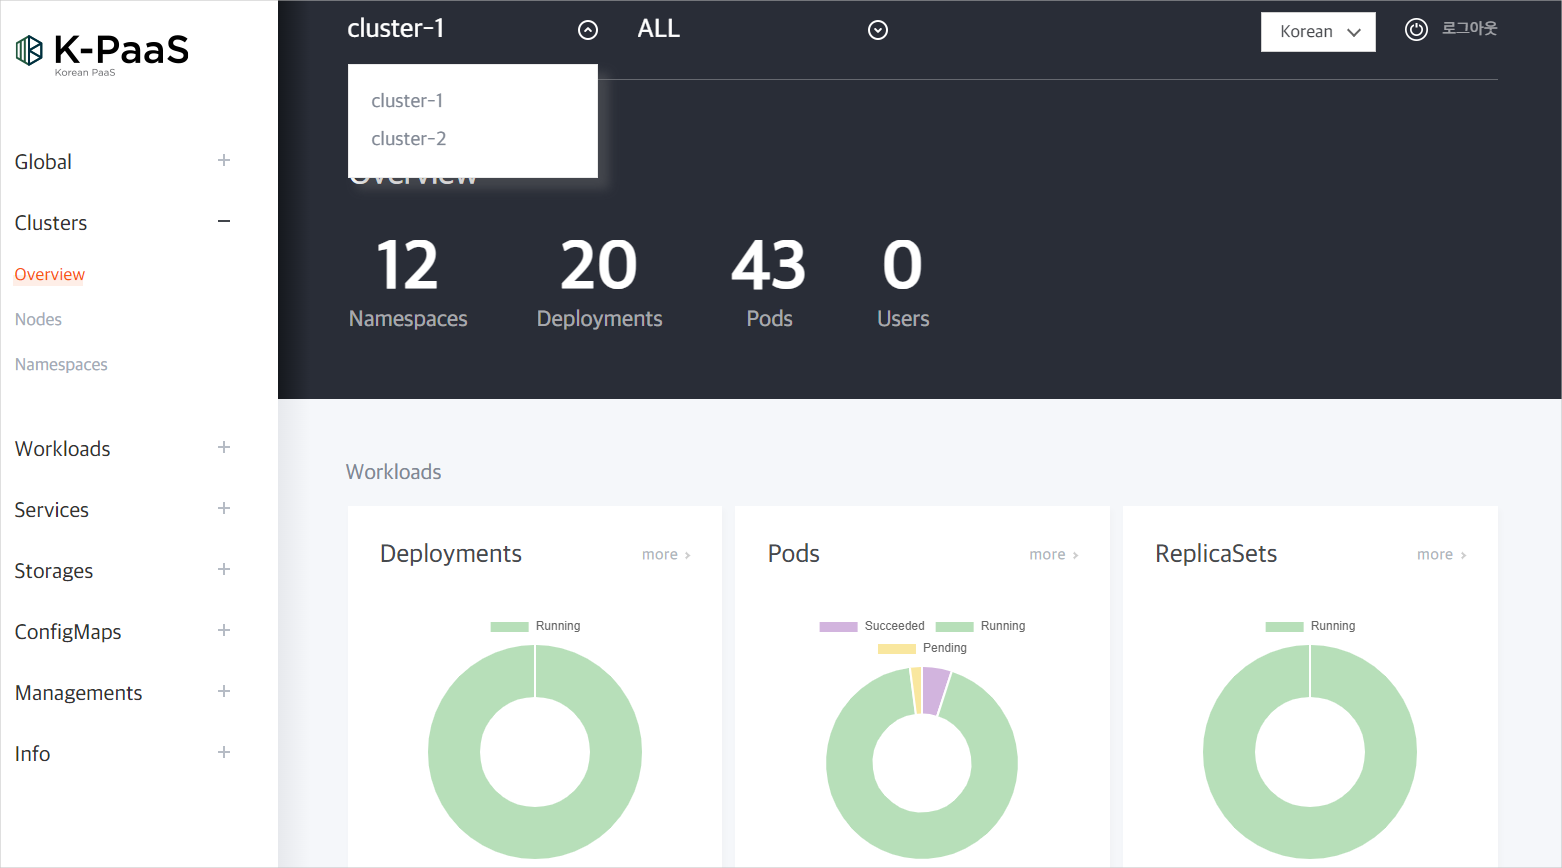 K-PaaS
Korean PaaS
Global
Clusters
Overview
Nodes
Namespaces
Workloads
Services
Storages
ConfigMaps
Managements
Info
cluster-1
ALL
Korean
로그아웃
cluster-1
cluster-2
Overview
12
20
43
0
Namespaces
Deployments
Pods
Users
Workloads
Deployments
more
Running
Pods
more
Succeeded
Running
Pending
ReplicaSets
more
Running